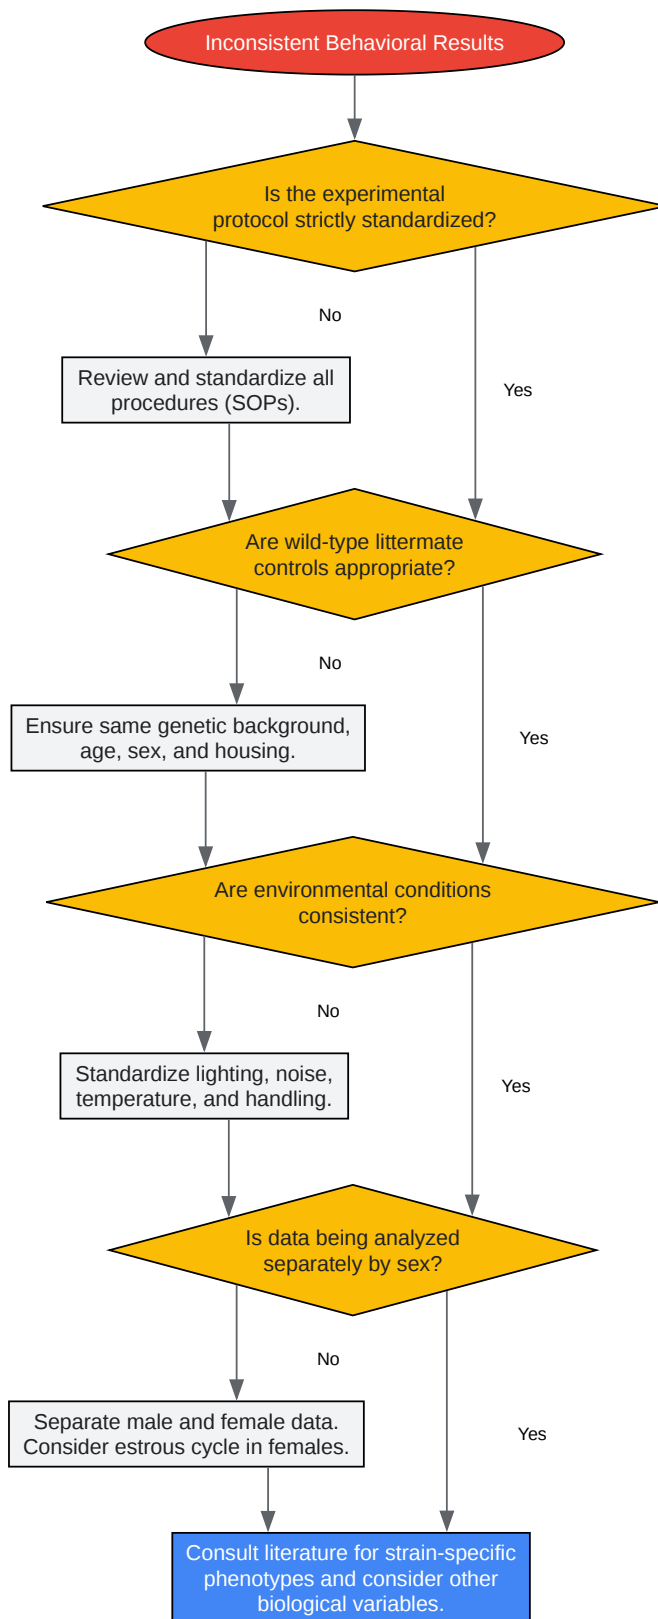 Inconsistent Behavioral Results
Is the experimental
protocol strictly standardized?
No
Review and standardize all
procedures (SOPs).
Yes
Are wild-type littermate
controls appropriate?
No
Ensure same genetic background,
age, sex, and housing.
Yes
Are environmental conditions
consistent?
No
Standardize lighting, noise,
temperature, and handling.
Yes
Is data being analyzed
separately by sex?
No
Separate male and female data.
Consider estrous cycle in females.
Yes
Consult literature for strain-specific
phenotypes and consider other
biological variables.